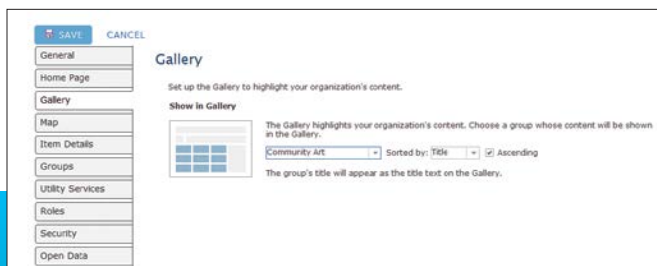 SAVE CANCEL
General
Home Page
Gallery
Map
Item Details
Groups
Utility Services
Roles
Security
Open Data
Gallery
Set up the Gallery to highlight your organization's content.
Show in Gallery
The Gallery highlights your organization's content. Choose a group whose content will be shown
in the Gallery.
Community Art Sorted by: Title Ascending
The group's title will appear as the title text on the Gallery.